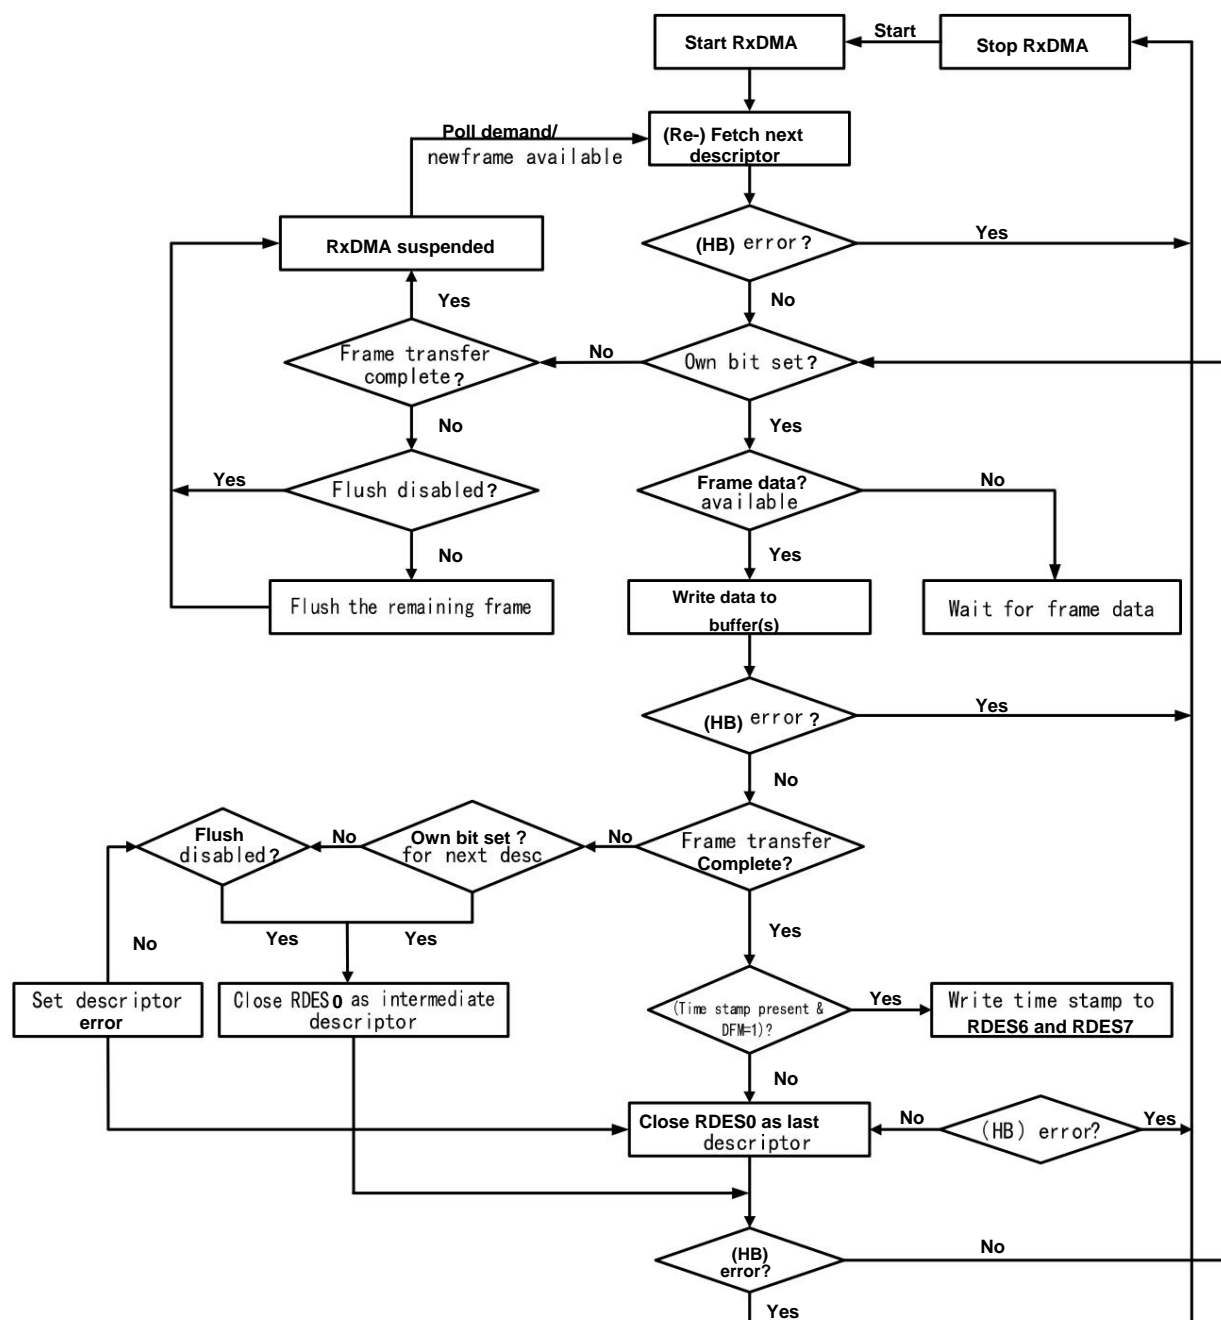 Start RxDMA
Start
Stop RxDMA
Poll demand/
newframe available
(Re-) Fetch next
descriptor
RxDMA suspended
(HB) error?
Yes
Yes
No
Frame transfer
complete?
No
Own bit set?
No
Yes
Yes
Flush disabled?
Frame data?
available
No
No
Yes
Flush the remaining frame
Write data to
buffer(s)
Wait for frame data
(HB) error?
Yes
No
Flush
disabled?
No
Own bit set ?
for next desc
No
Frame transfer
Complete?
No
Yes
Yes
Yes
Set descriptor
error
Close RDES0 as intermediate
descriptor
(Time stamp present &
DFM=1)?
Yes
Write time stamp to
RDES6 and RDES7
No
Close RDES0 as last
descriptor
No
(HB) error?
Yes
(HB)
error?
No
Yes